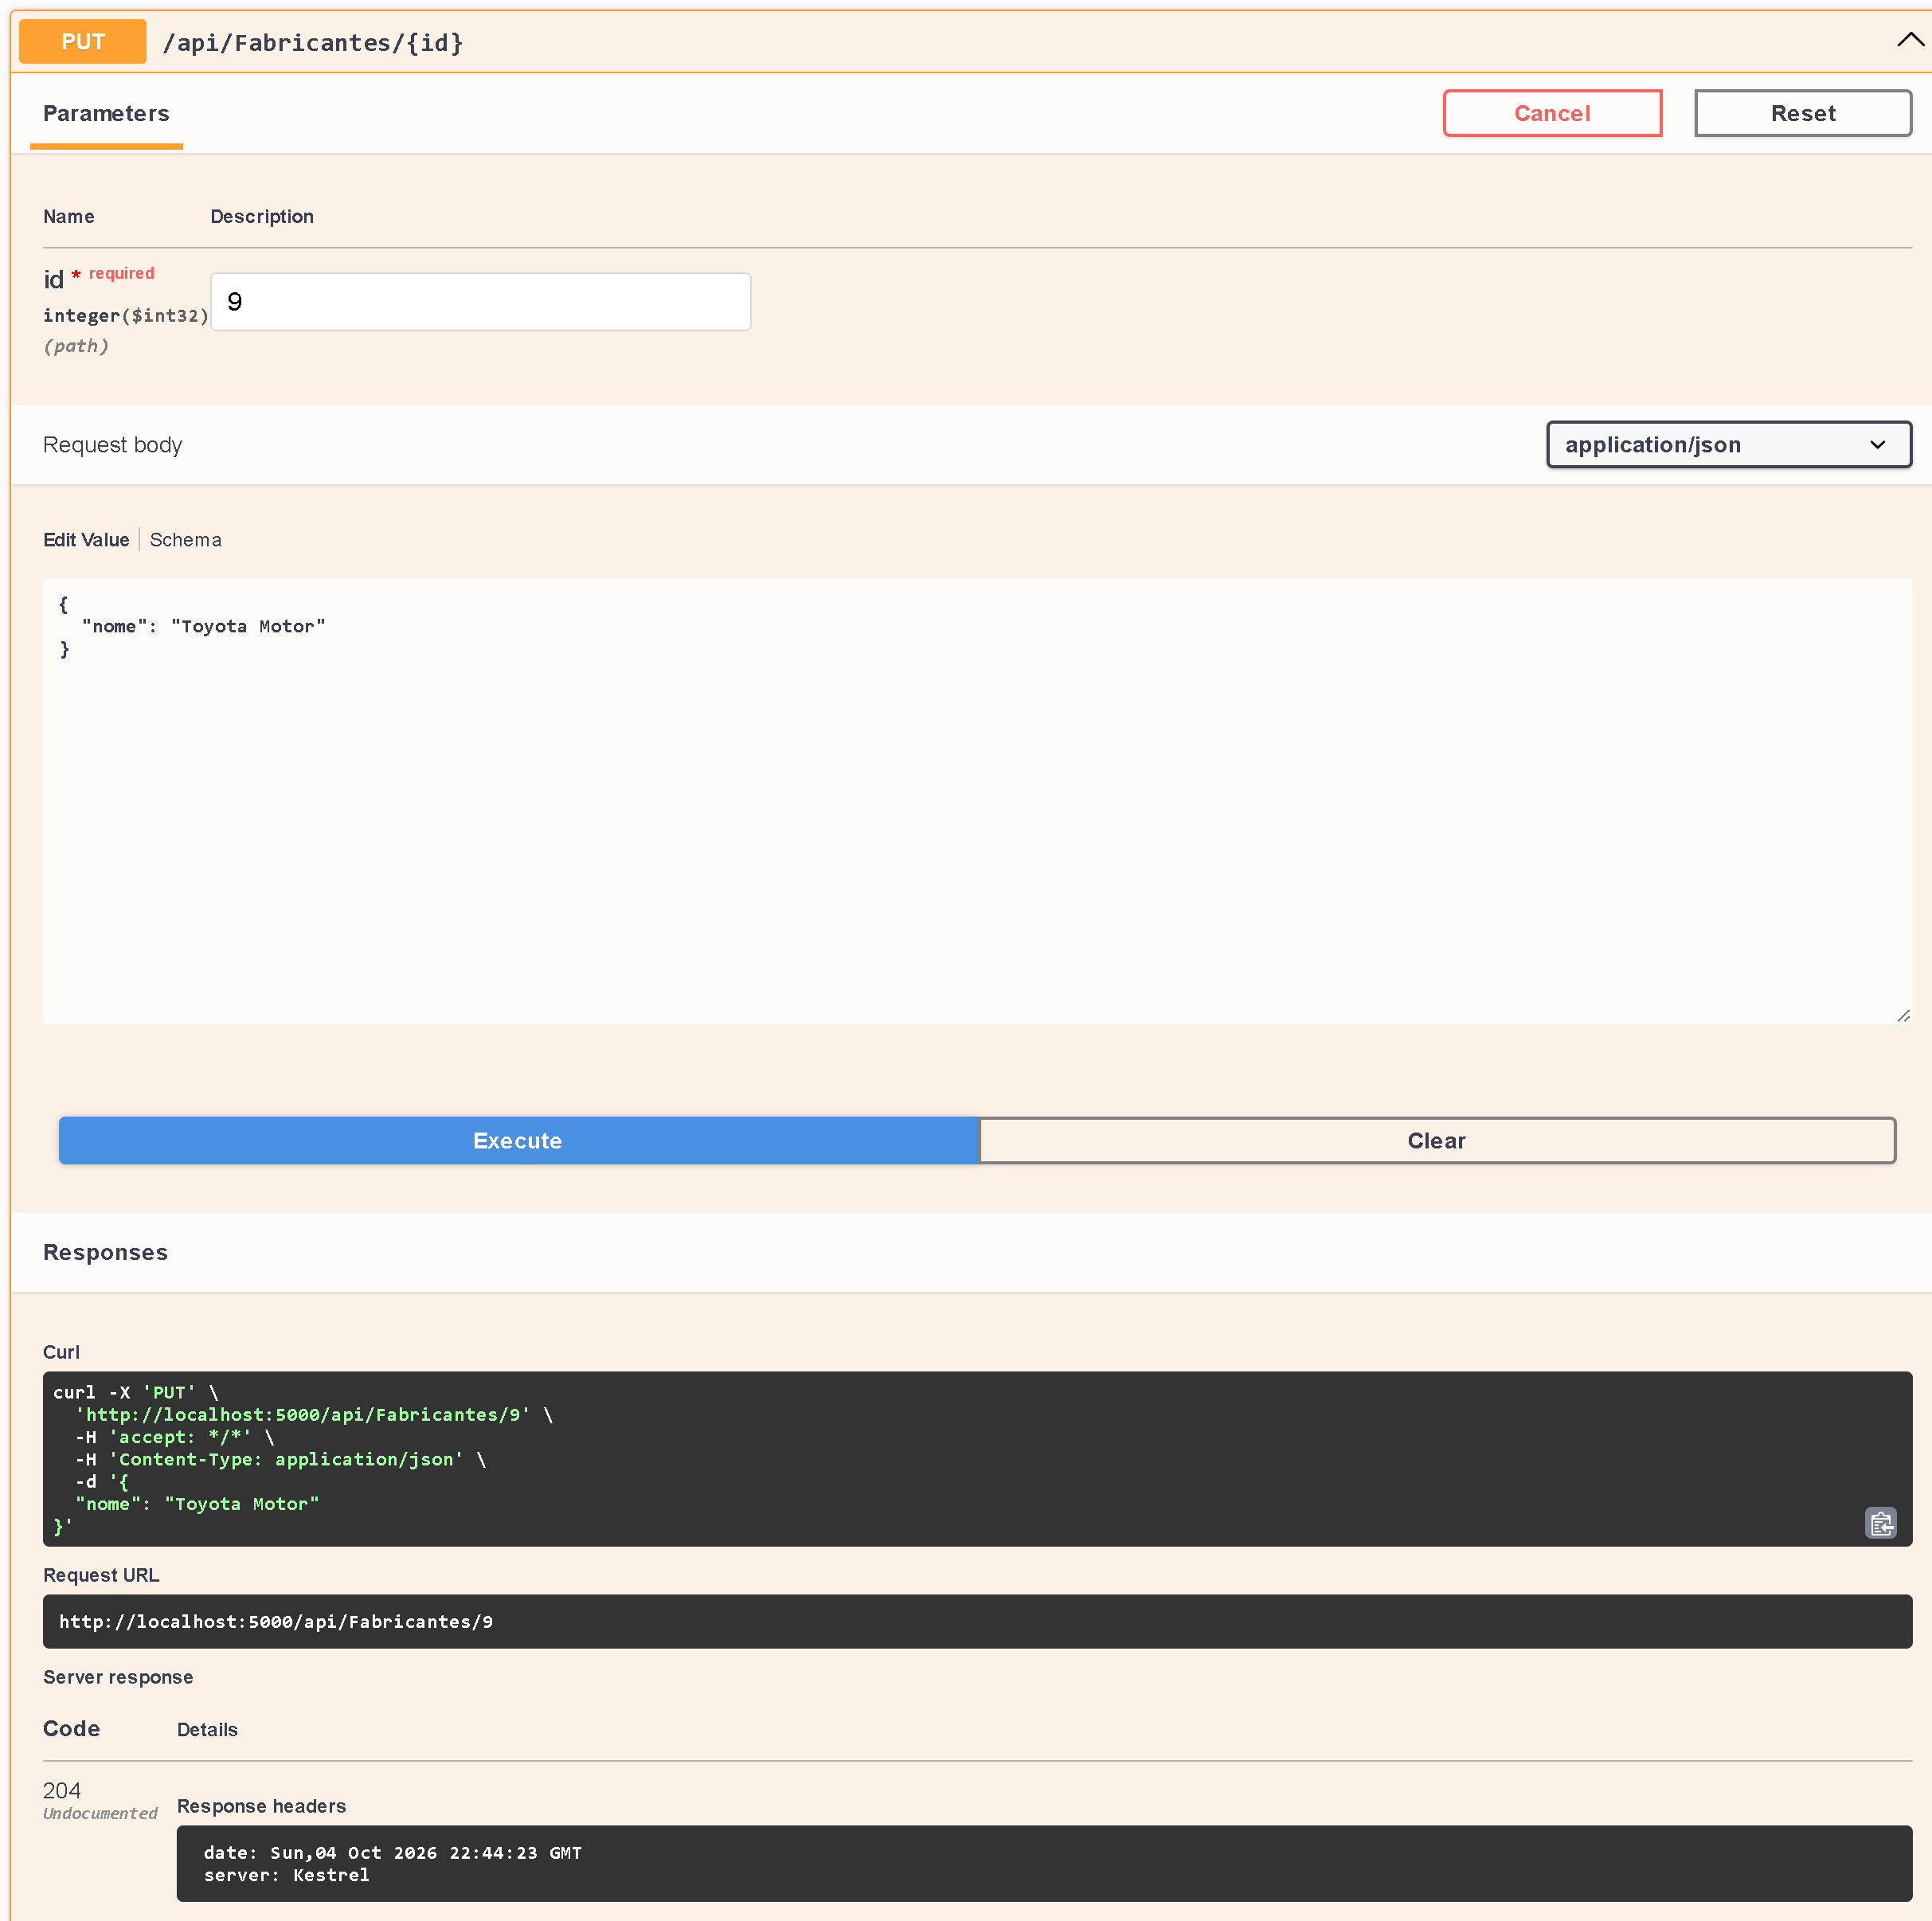 PUT /api/Fabricantes/{id}
Parameters Cancel Reset
Name Description
id * required
integer($int32)
(path)
9
Request body application/json
Edit Value Schema
{
  "nome": "Toyota Motor"
}
Execute Clear
Responses
Curl
curl -X 'PUT' \
  'http://localhost:5000/api/Fabricantes/9' \
  -H 'accept: */*' \
  -H 'Content-Type: application/json' \
  -d '{
  "nome": "Toyota Motor"
}'
Request URL
http://localhost:5000/api/Fabricantes/9
Server response
Code Details
204
Undocumented
Response headers
date: Sun,04 Oct 2026 22:44:23 GMT
server: Kestrel